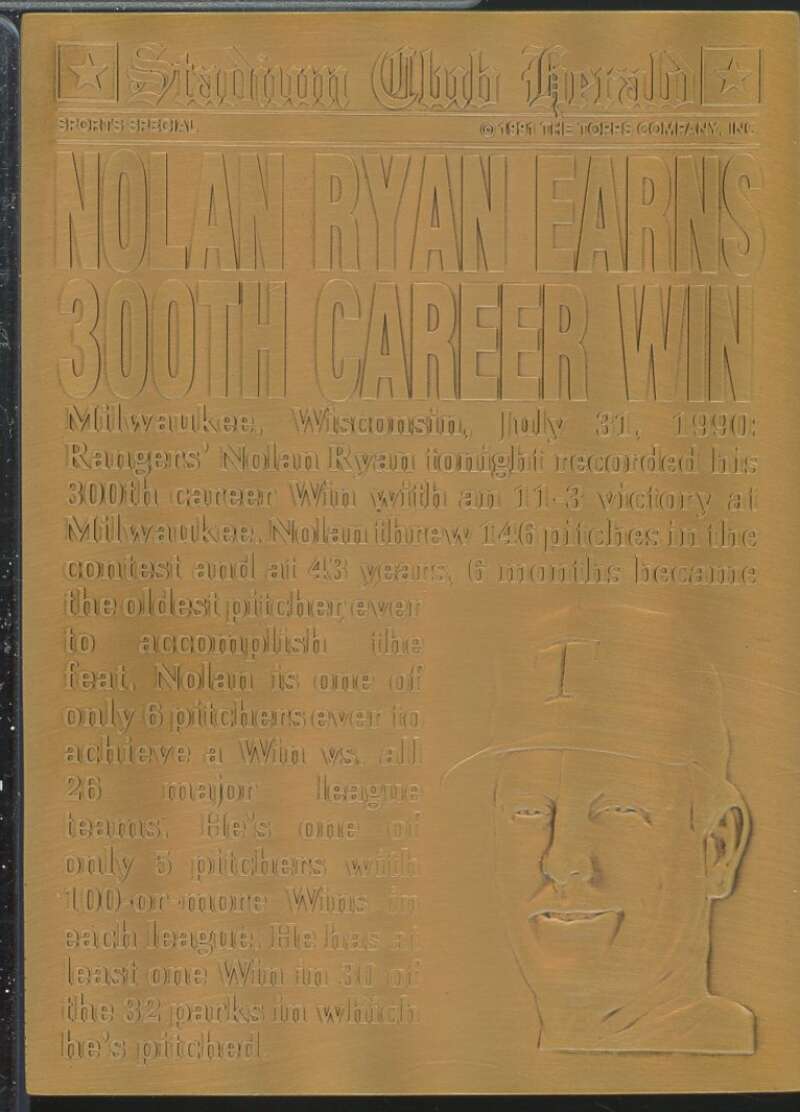 Stadium Club Herald
SPORTS SPECIAL © 1991 THE TOPPS COMPANY, INC.
NOLAN RYAN EARNS
300TH CAREER WIN
Milwaukee, Wisconsin, July 31, 1990:
Rangers' Nolan Ryan tonight recorded his
300th career Win with an 11-3 victory at
Milwaukee. Nolan threw 146 pitches in the
contest and at 43 years, 6 months became
the oldest pitcher ever
to accomplish the
feat. Nolan is one of
only 6 pitchers ever to
achieve a Win vs. all
26 major league
teams. He's one of
only 5 pitchers with
100-or-more Wins in
each league. He has at
least one Win in 30 of
the 32 parks in which
he's pitched.
T